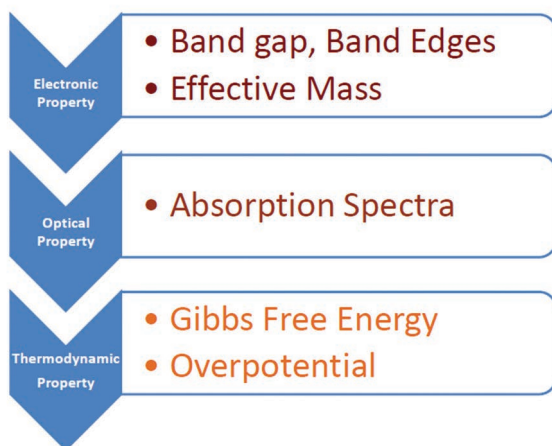 Electronic
Property
• Band gap, Band Edges
• Effective Mass
Optical
Property
• Absorption Spectra
Thermodynamic
Property
• Gibbs Free Energy
• Overpotential